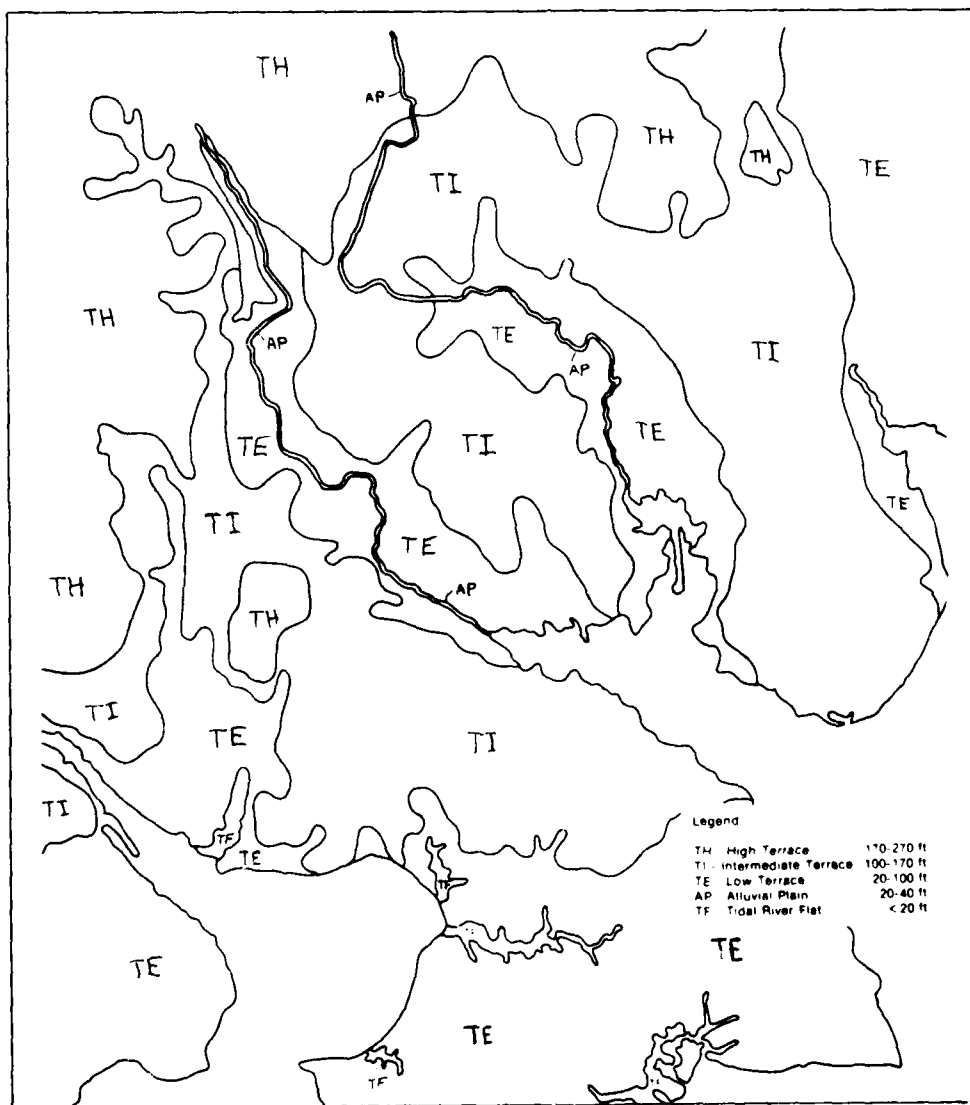 TH
AP
TH
TH
TE
TI
TH
AP
TE
AP
TI
TE
TE
TI
TI
TE
TE
TH
TH
AP
TI
TE
TI
TI
TF
TE
Legend
TH High Terrace 170-270 ft
TI - Intermediate Terrace 100-170 ft
TE Low Terrace 20-100 ft
AP Alluvial Plain 20-40 ft
TF Tidal River Flat < 20 ft
TE
TE
TE
TF